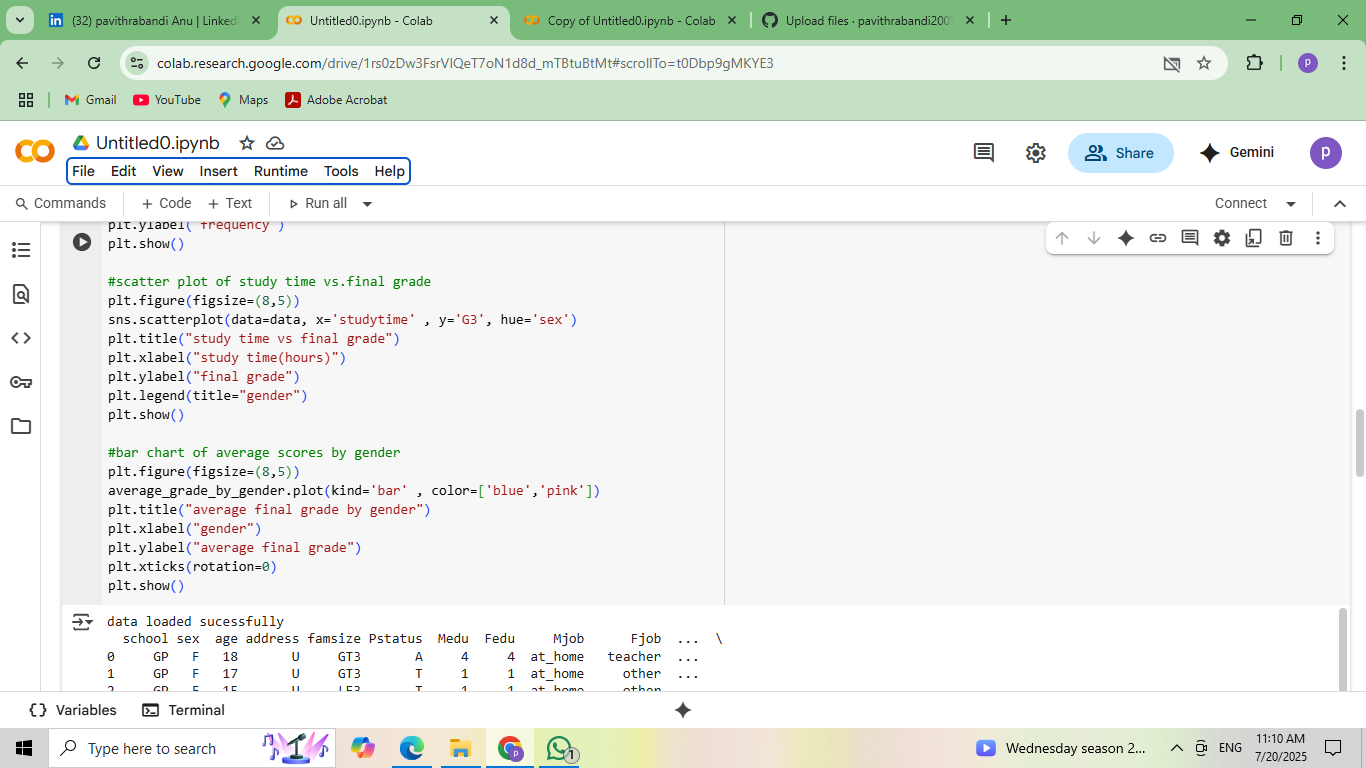 (32) pavithrabandi Anu | Linked
Untitled0.ipynb - Colab
Copy of Untitled0.ipynb - Colab
Upload files · pavithrabandi200
colab.research.google.com/drive/1rs0zDw3FsrVIQeT7oN1d8d_mTBtuBtMt#scrollTo=t0Dbp9gMKYE3
p
Gmail
YouTube
Maps
Adobe Acrobat
Untitled0.ipynb
Share
Gemini
p
File Edit View Insert Runtime Tools Help
Commands + Code + Text Run all
Connect
plt.ylabel("frequency")
plt.show()
#scatter plot of study time vs.final grade
plt.figure(figsize=(8,5))
sns.scatterplot(data=data, x='studytime' , y='G3', hue='sex')
plt.title("study time vs final grade")
plt.xlabel("study time(hours)")
plt.ylabel("final grade")
plt.legend(title="gender")
plt.show()
#bar chart of average scores by gender
plt.figure(figsize=(8,5))
average_grade_by_gender.plot(kind='bar' , color=['blue','pink'])
plt.title("average final grade by gender")
plt.xlabel("gender")
plt.ylabel("average final grade")
plt.xticks(rotation=0)
plt.show()
data loaded sucessfully
school sex age address famsize Pstatus Medu Fedu Mjob Fjob ... \
0 GP F 18 U GT3 A 4 4 at_home teacher ...
1 GP F 17 U GT3 T 1 1 at_home other ...
2 GP F 15 U LE3 T 1 1 at_home other
Variables
Terminal
Type here to search
1
Wednesday season 2...
ENG
11:10 AM
7/20/2025